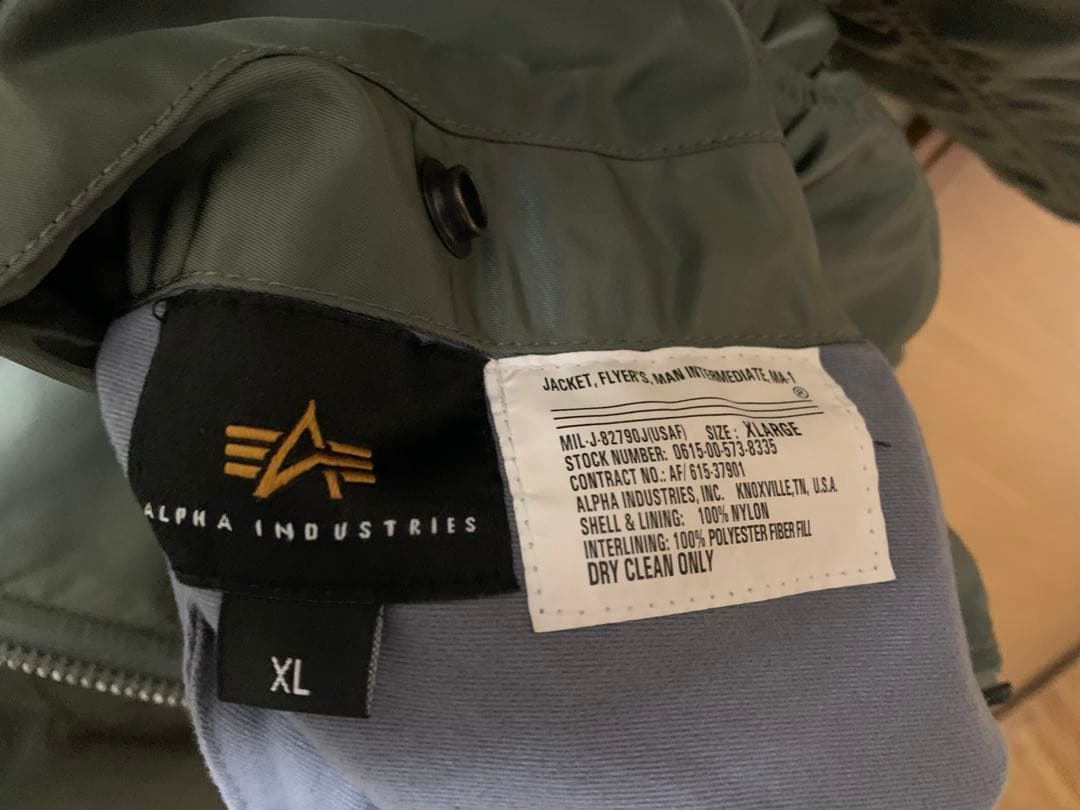 ALPHA INDUSTRIES
XL
JACKET, FLYER'S, MAN INTERMEDIATE, MA-1
®
MIL-J-82790J(USAF) SIZE: XLARGE
STOCK NUMBER: 0615-00-573-8335
CONTRACT NO.: AF/ 615-37901
ALPHA INDUSTRIES, INC. KNOXVILLE,TN, U.S.A.
SHELL & LINING: 100% NYLON
INTERLINING: 100% POLYESTER FIBER FILL
DRY CLEAN ONLY